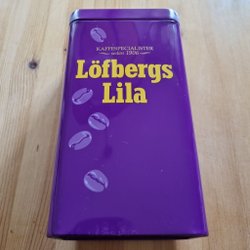 KAFFESPECIALISTER
sedan 1906
Löfbergs
Lila